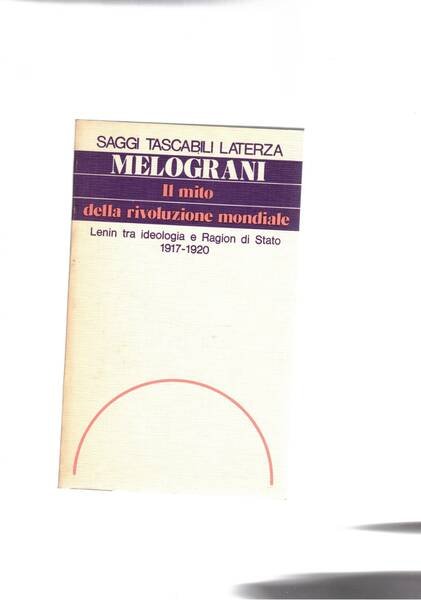 SAGGI TASCABILI LATERZA
MELOGRANI
Il mito
della rivoluzione mondiale
Lenin tra ideologia e Ragion di Stato
1917-1920